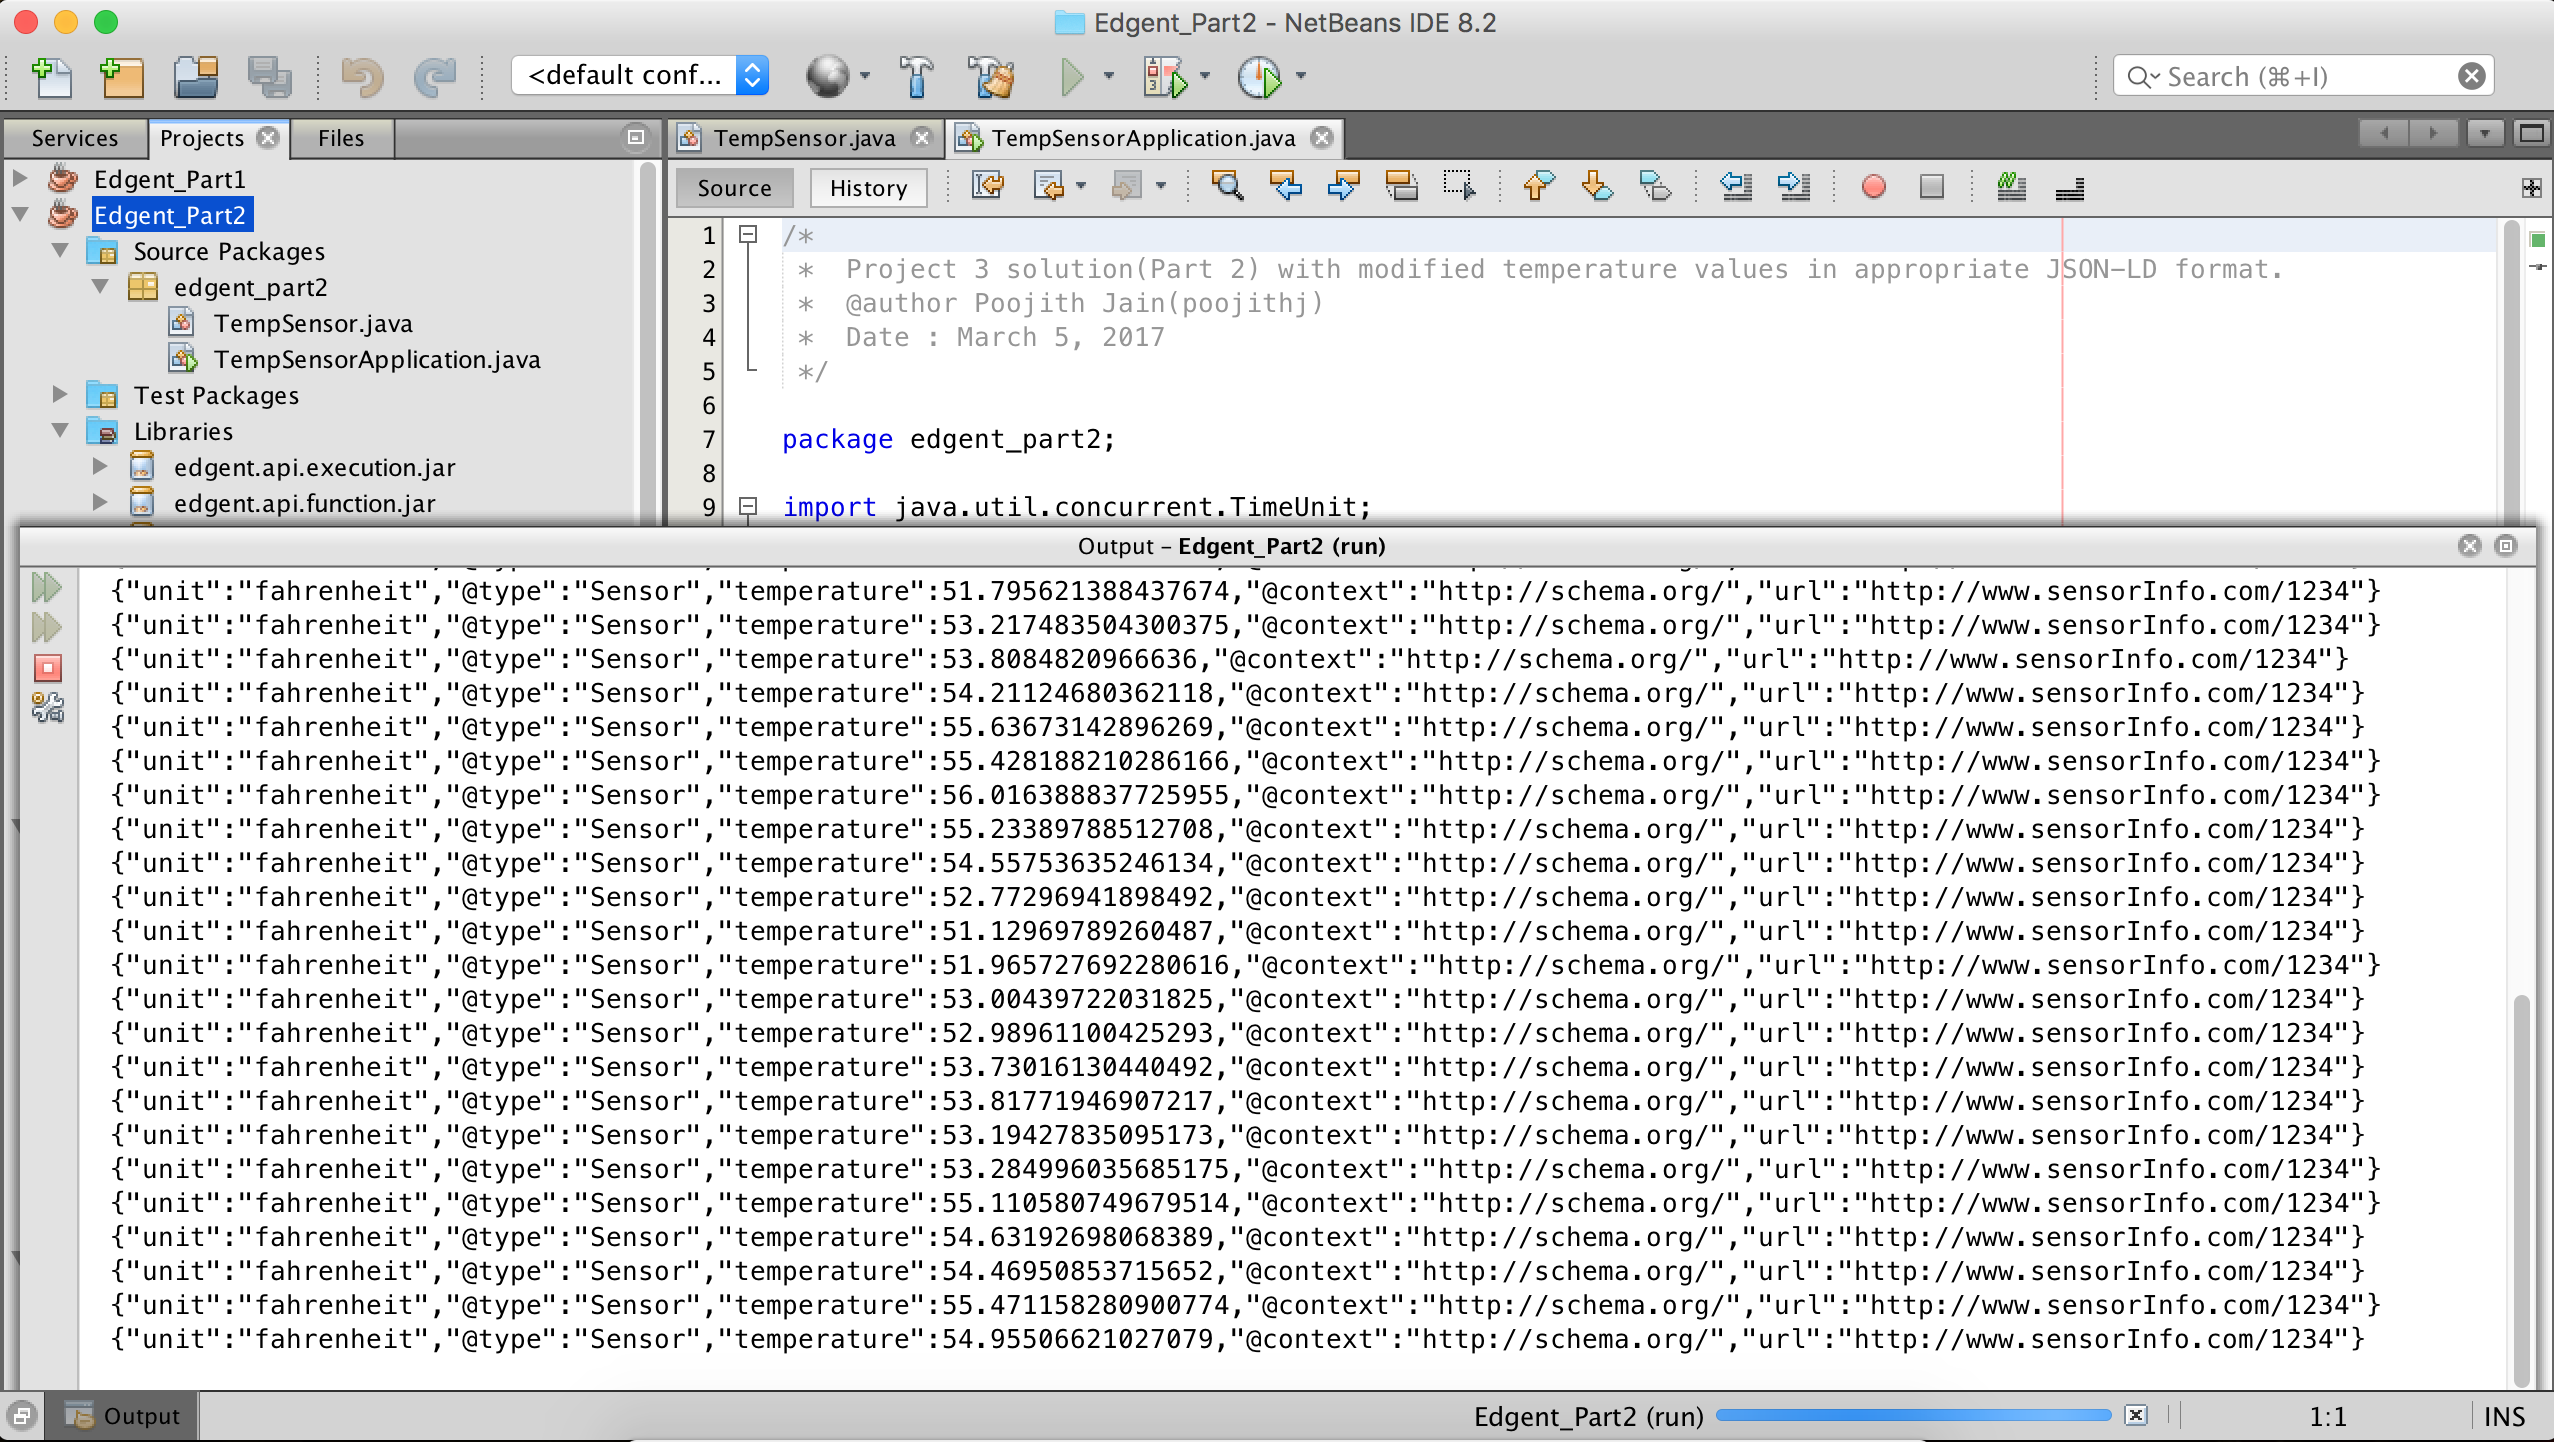 Edgent_Part2 - NetBeans IDE 8.2
<default conf...
Search (⌘+I)
Services
Projects
Files
TempSensor.java
TempSensorApplication.java
Source
History
Edgent_Part1
Edgent_Part2
Source Packages
edgent_part2
TempSensor.java
TempSensorApplication.java
Test Packages
Libraries
edgent.api.execution.jar
edgent.api.function.jar
1 /*
2 *  Project 3 solution(Part 2) with modified temperature values in appropriate JSON-LD format.
3 *  @author Poojith Jain(poojithj)
4 *  Date : March 5, 2017
5 */
6
7 package edgent_part2;
8
9 import java.util.concurrent.TimeUnit;
Output – Edgent_Part2 (run)
{"unit":"fahrenheit","@type":"Sensor","temperature":51.795621388437674,"@context":"http://schema.org/","url":"http://www.sensorInfo.com/1234"}
{"unit":"fahrenheit","@type":"Sensor","temperature":53.217483504300375,"@context":"http://schema.org/","url":"http://www.sensorInfo.com/1234"}
{"unit":"fahrenheit","@type":"Sensor","temperature":53.8084820966636,"@context":"http://schema.org/","url":"http://www.sensorInfo.com/1234"}
{"unit":"fahrenheit","@type":"Sensor","temperature":54.21124680362118,"@context":"http://schema.org/","url":"http://www.sensorInfo.com/1234"}
{"unit":"fahrenheit","@type":"Sensor","temperature":55.63673142896269,"@context":"http://schema.org/","url":"http://www.sensorInfo.com/1234"}
{"unit":"fahrenheit","@type":"Sensor","temperature":55.428188210286166,"@context":"http://schema.org/","url":"http://www.sensorInfo.com/1234"}
{"unit":"fahrenheit","@type":"Sensor","temperature":56.016388837725955,"@context":"http://schema.org/","url":"http://www.sensorInfo.com/1234"}
{"unit":"fahrenheit","@type":"Sensor","temperature":55.23389788512708,"@context":"http://schema.org/","url":"http://www.sensorInfo.com/1234"}
{"unit":"fahrenheit","@type":"Sensor","temperature":54.55753635246134,"@context":"http://schema.org/","url":"http://www.sensorInfo.com/1234"}
{"unit":"fahrenheit","@type":"Sensor","temperature":52.77296941898492,"@context":"http://schema.org/","url":"http://www.sensorInfo.com/1234"}
{"unit":"fahrenheit","@type":"Sensor","temperature":51.12969789260487,"@context":"http://schema.org/","url":"http://www.sensorInfo.com/1234"}
{"unit":"fahrenheit","@type":"Sensor","temperature":51.965727692280616,"@context":"http://schema.org/","url":"http://www.sensorInfo.com/1234"}
{"unit":"fahrenheit","@type":"Sensor","temperature":53.00439722031825,"@context":"http://schema.org/","url":"http://www.sensorInfo.com/1234"}
{"unit":"fahrenheit","@type":"Sensor","temperature":52.98961100425293,"@context":"http://schema.org/","url":"http://www.sensorInfo.com/1234"}
{"unit":"fahrenheit","@type":"Sensor","temperature":53.73016130440492,"@context":"http://schema.org/","url":"http://www.sensorInfo.com/1234"}
{"unit":"fahrenheit","@type":"Sensor","temperature":53.81771946907217,"@context":"http://schema.org/","url":"http://www.sensorInfo.com/1234"}
{"unit":"fahrenheit","@type":"Sensor","temperature":53.19427835095173,"@context":"http://schema.org/","url":"http://www.sensorInfo.com/1234"}
{"unit":"fahrenheit","@type":"Sensor","temperature":53.284996035685175,"@context":"http://schema.org/","url":"http://www.sensorInfo.com/1234"}
{"unit":"fahrenheit","@type":"Sensor","temperature":55.110580749679514,"@context":"http://schema.org/","url":"http://www.sensorInfo.com/1234"}
{"unit":"fahrenheit","@type":"Sensor","temperature":54.63192698068389,"@context":"http://schema.org/","url":"http://www.sensorInfo.com/1234"}
{"unit":"fahrenheit","@type":"Sensor","temperature":54.46950853715652,"@context":"http://schema.org/","url":"http://www.sensorInfo.com/1234"}
{"unit":"fahrenheit","@type":"Sensor","temperature":55.471158280900774,"@context":"http://schema.org/","url":"http://www.sensorInfo.com/1234"}
{"unit":"fahrenheit","@type":"Sensor","temperature":54.95506621027079,"@context":"http://schema.org/","url":"http://www.sensorInfo.com/1234"}
Output
Edgent_Part2 (run)
1:1
INS